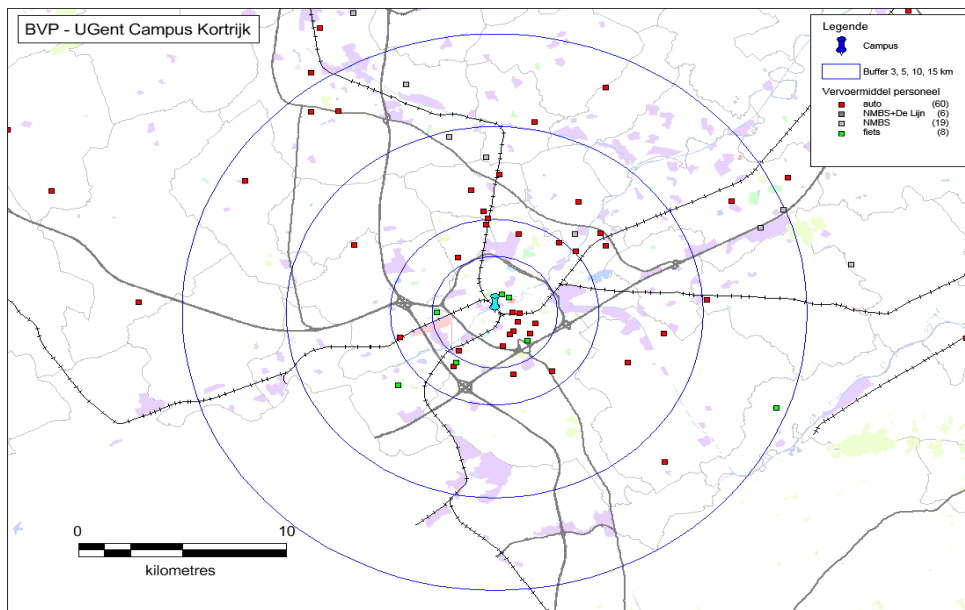 BVP - UGent Campus Kortrijk
Legende
Campus
Buffer 3, 5, 10, 15 km
Vervoermiddel personeel
auto (60)
NMBS+De Lijn (6)
NMBS (19)
fiets (8)
0 10
kilometres